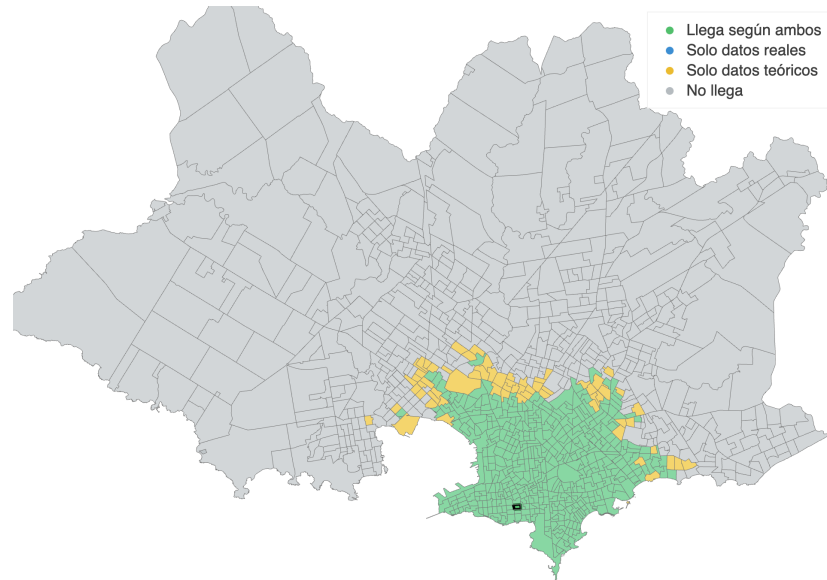 Llega según ambos
Solo datos reales
Solo datos teóricos
No llega